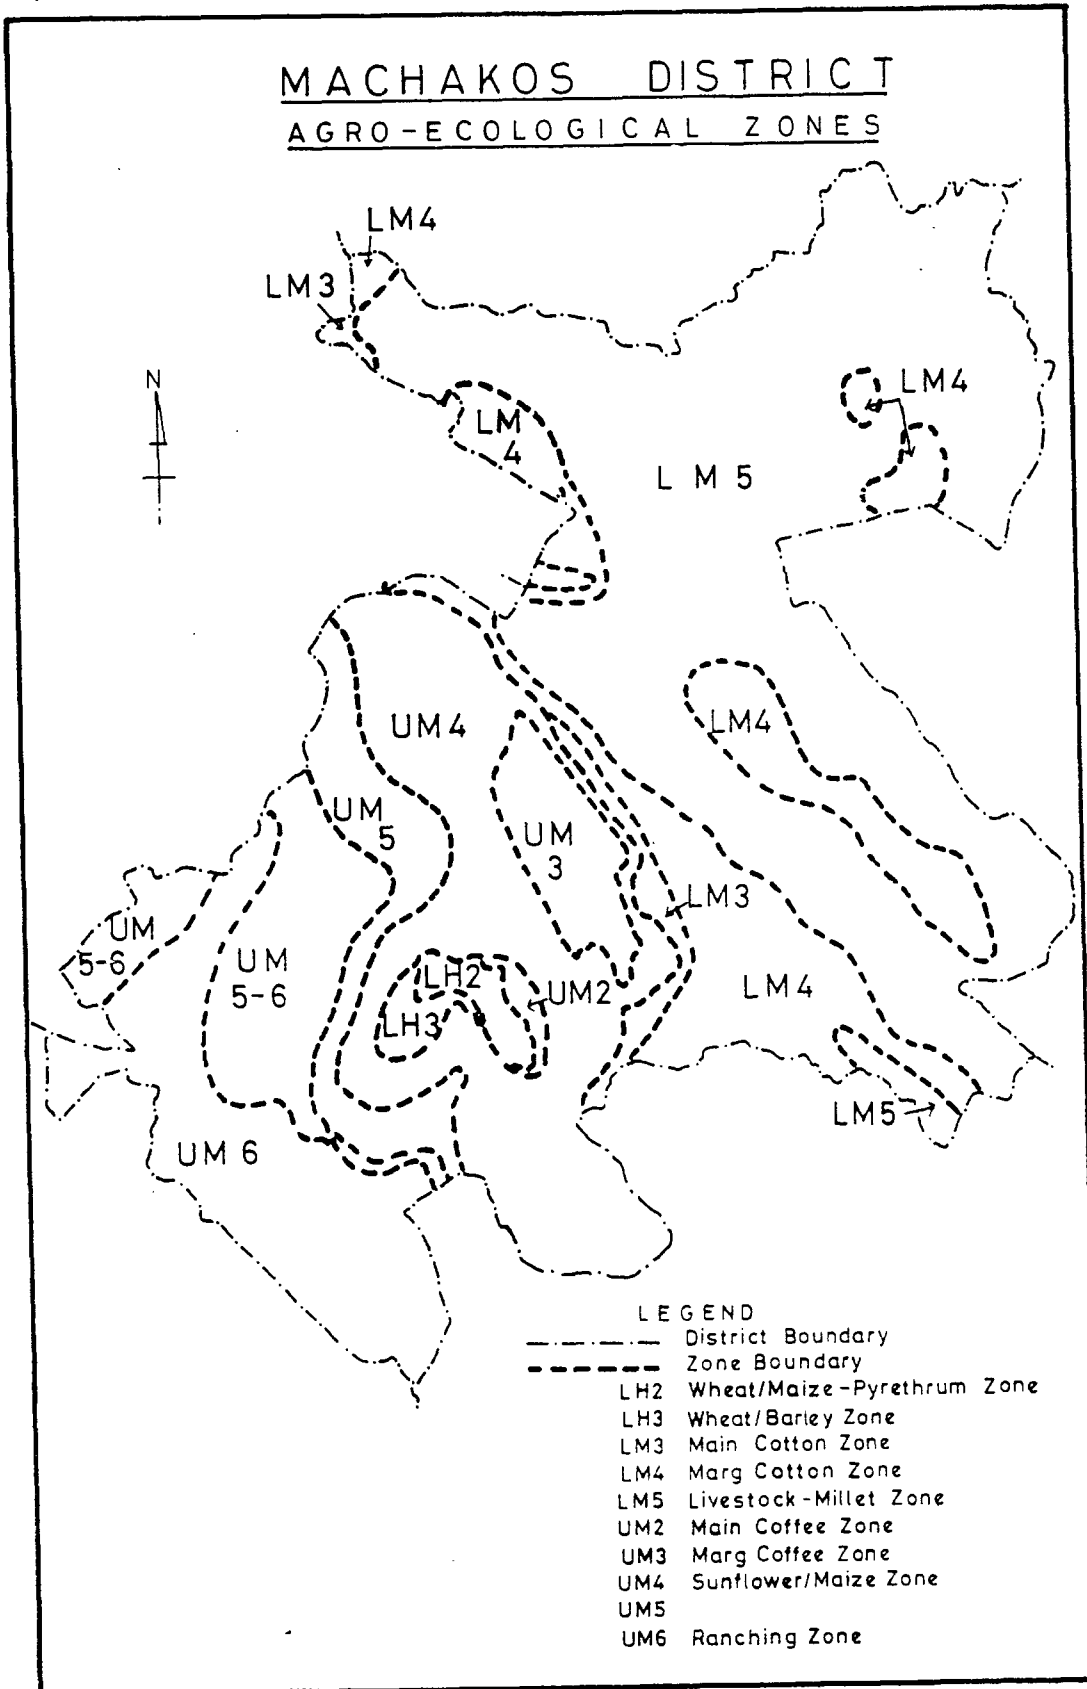 MACHAKOS DISTRICT
AGRO-ECOLOGICAL ZONES
LM4
LM3
N
LM4
LM
4
LM5
LM4
UM4
UM
5
UM
3
LM3
UM
5-6
UM
5-6
LH2
UM2
LM4
LH3
LM5
UM6
LEGEND
District Boundary
Zone Boundary
LH2 Wheat/Maize-Pyrethrum Zone
LH3 Wheat/Barley Zone
LM3 Main Cotton Zone
LM4 Marg Cotton Zone
LM5 Livestock-Millet Zone
UM2 Main Coffee Zone
UM3 Marg Coffee Zone
UM4 Sunflower/Maize Zone
UM5
UM6 Ranching Zone